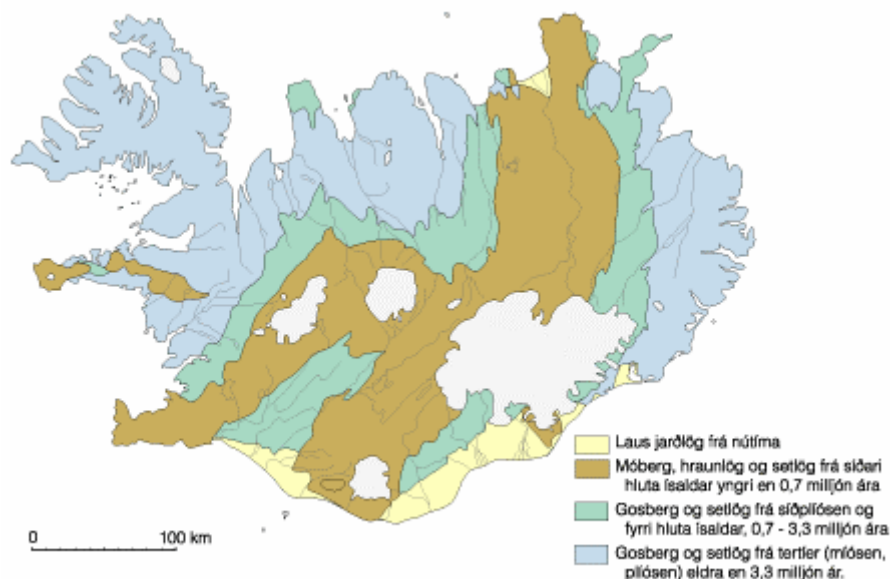 Laus jarðlög frá nútíma
Móberg, hraunlög og setlög frá síðari
hluta ísaldar yngri en 0,7 milljón ára
Gosberg og setlög frá síðplíósen og
fyrri hluta ísaldar, 0,7 - 3,3 milljón ára
Gosberg og setlög frá tertíer (míósen,
plíósen) eldra en 3,3 milljón ár.
0 100 km